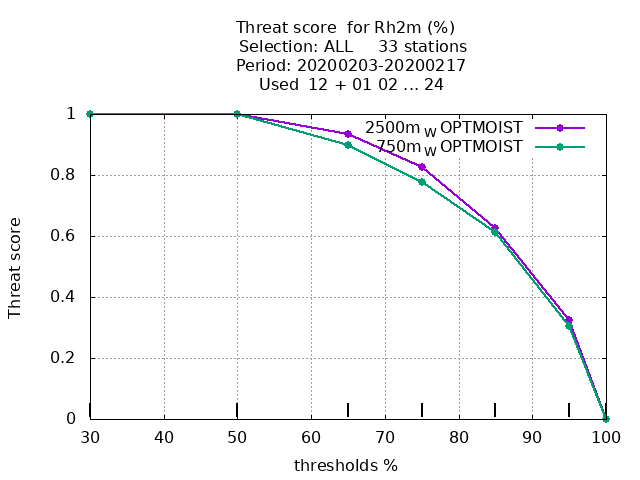 Threat score  for Rh2m (%)
Selection: ALL     33 stations
Period: 20200203-20200217
Used  12 + 01 02 ... 24
2500m W OPTMOIST
750m W OPTMOIST
1
0.8
0.6
0.4
0.2
0
Threat score
30 40 50 60 70 80 90 100
thresholds %